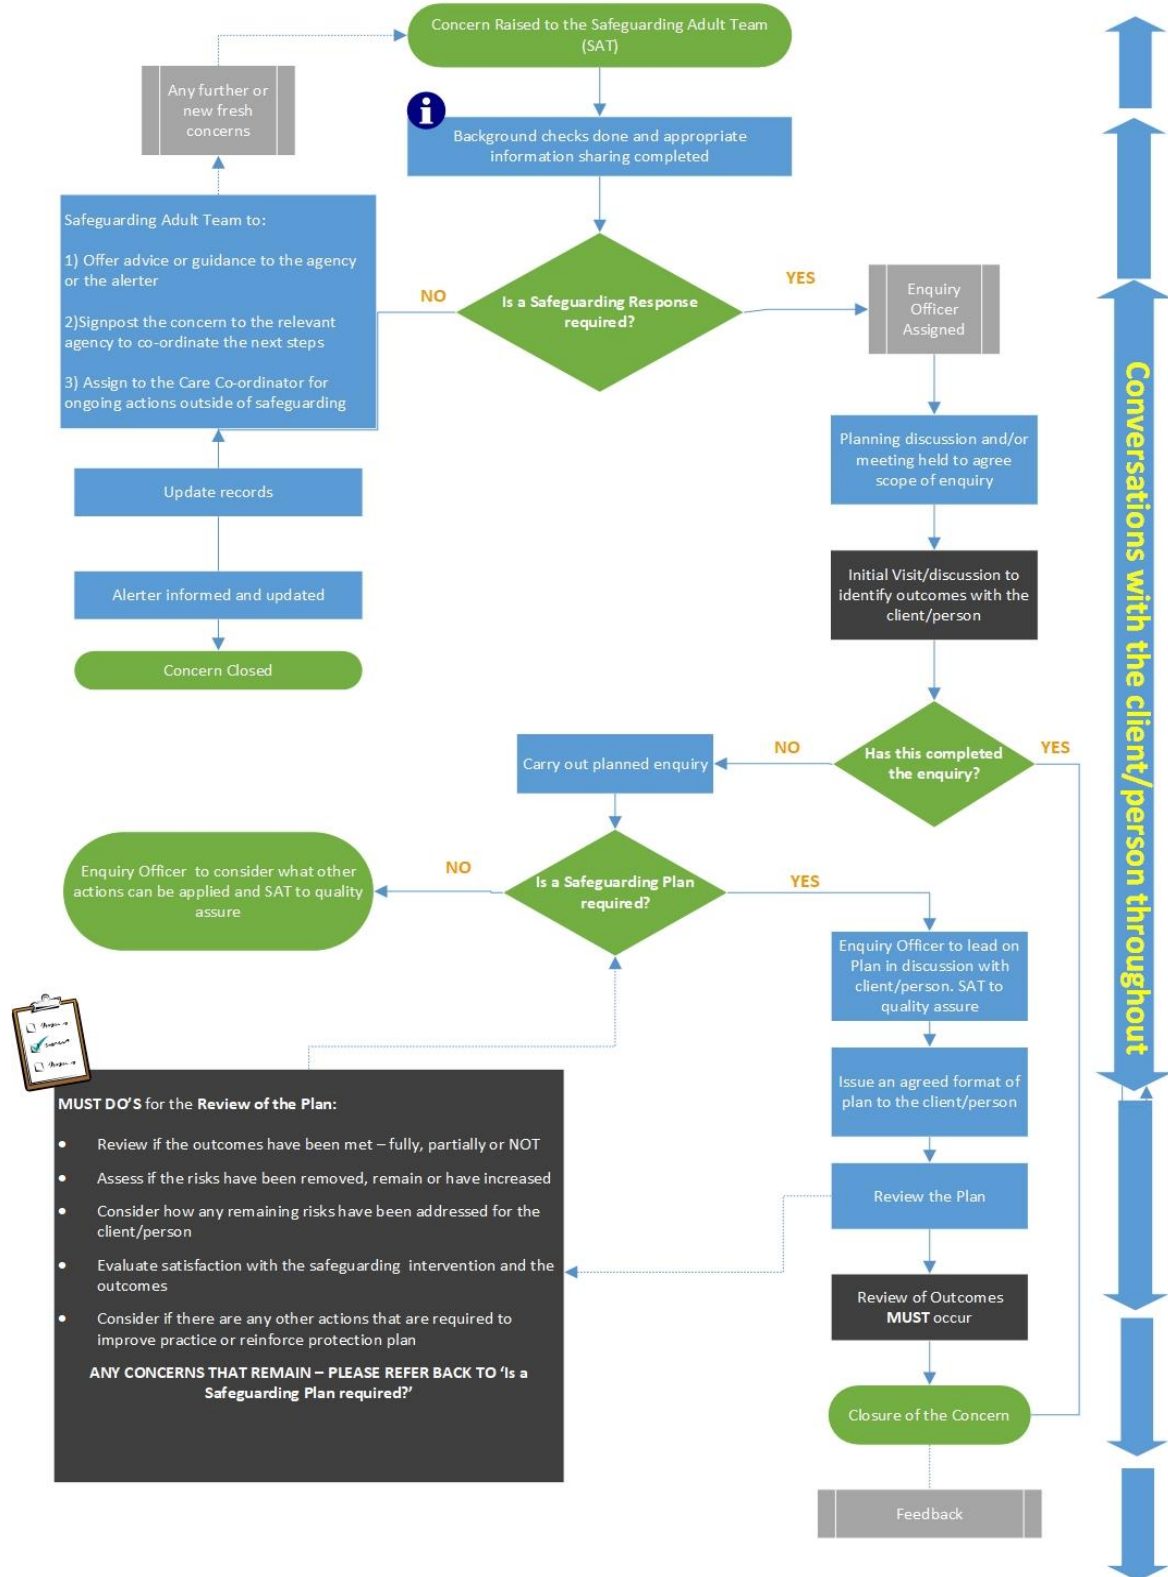 Concern Raised to the Safeguarding Adult Team
(SAT)
Any further or
new fresh
concerns
Background checks done and appropriate
information sharing completed
Safeguarding Adult Team to:
1) Offer advice or guidance to the agency
or the alerter
2)Signpost the concern to the relevant
agency to co-ordinate the next steps
3) Assign to the Care Co-ordinator for
ongoing actions outside of safeguarding
NO
Is a Safeguarding Response
required?
YES
Enquiry
Officer
Assigned
Planning discussion and/or
meeting held to agree
scope of enquiry
Update records
Initial Visit/discussion to
identify outcomes with the
client/person
Alerter informed and updated
Concern Closed
Has this completed
the enquiry?
NO
YES
Carry out planned enquiry
Is a Safeguarding Plan
required?
NO
YES
Enquiry Officer to consider what other
actions can be applied and SAT to quality
assure
Enquiry Officer to lead on
Plan in discussion with
client/person. SAT to
quality assure
Issue an agreed format of
plan to the client/person
Review the Plan
MUST DO'S for the Review of the Plan:
• Review if the outcomes have been met – fully, partially or NOT
• Assess if the risks have been removed, remain or have increased
• Consider how any remaining risks have been addressed for the
client/person
• Evaluate satisfaction with the safeguarding intervention and the
outcomes
• Consider if there are any other actions that are required to
improve practice or reinforce protection plan
ANY CONCERNS THAT REMAIN – PLEASE REFER BACK TO ‘Is a
Safeguarding Plan required?’
Review of Outcomes
MUST occur
Closure of the Concern
Feedback
Conversations with the client/person throughout